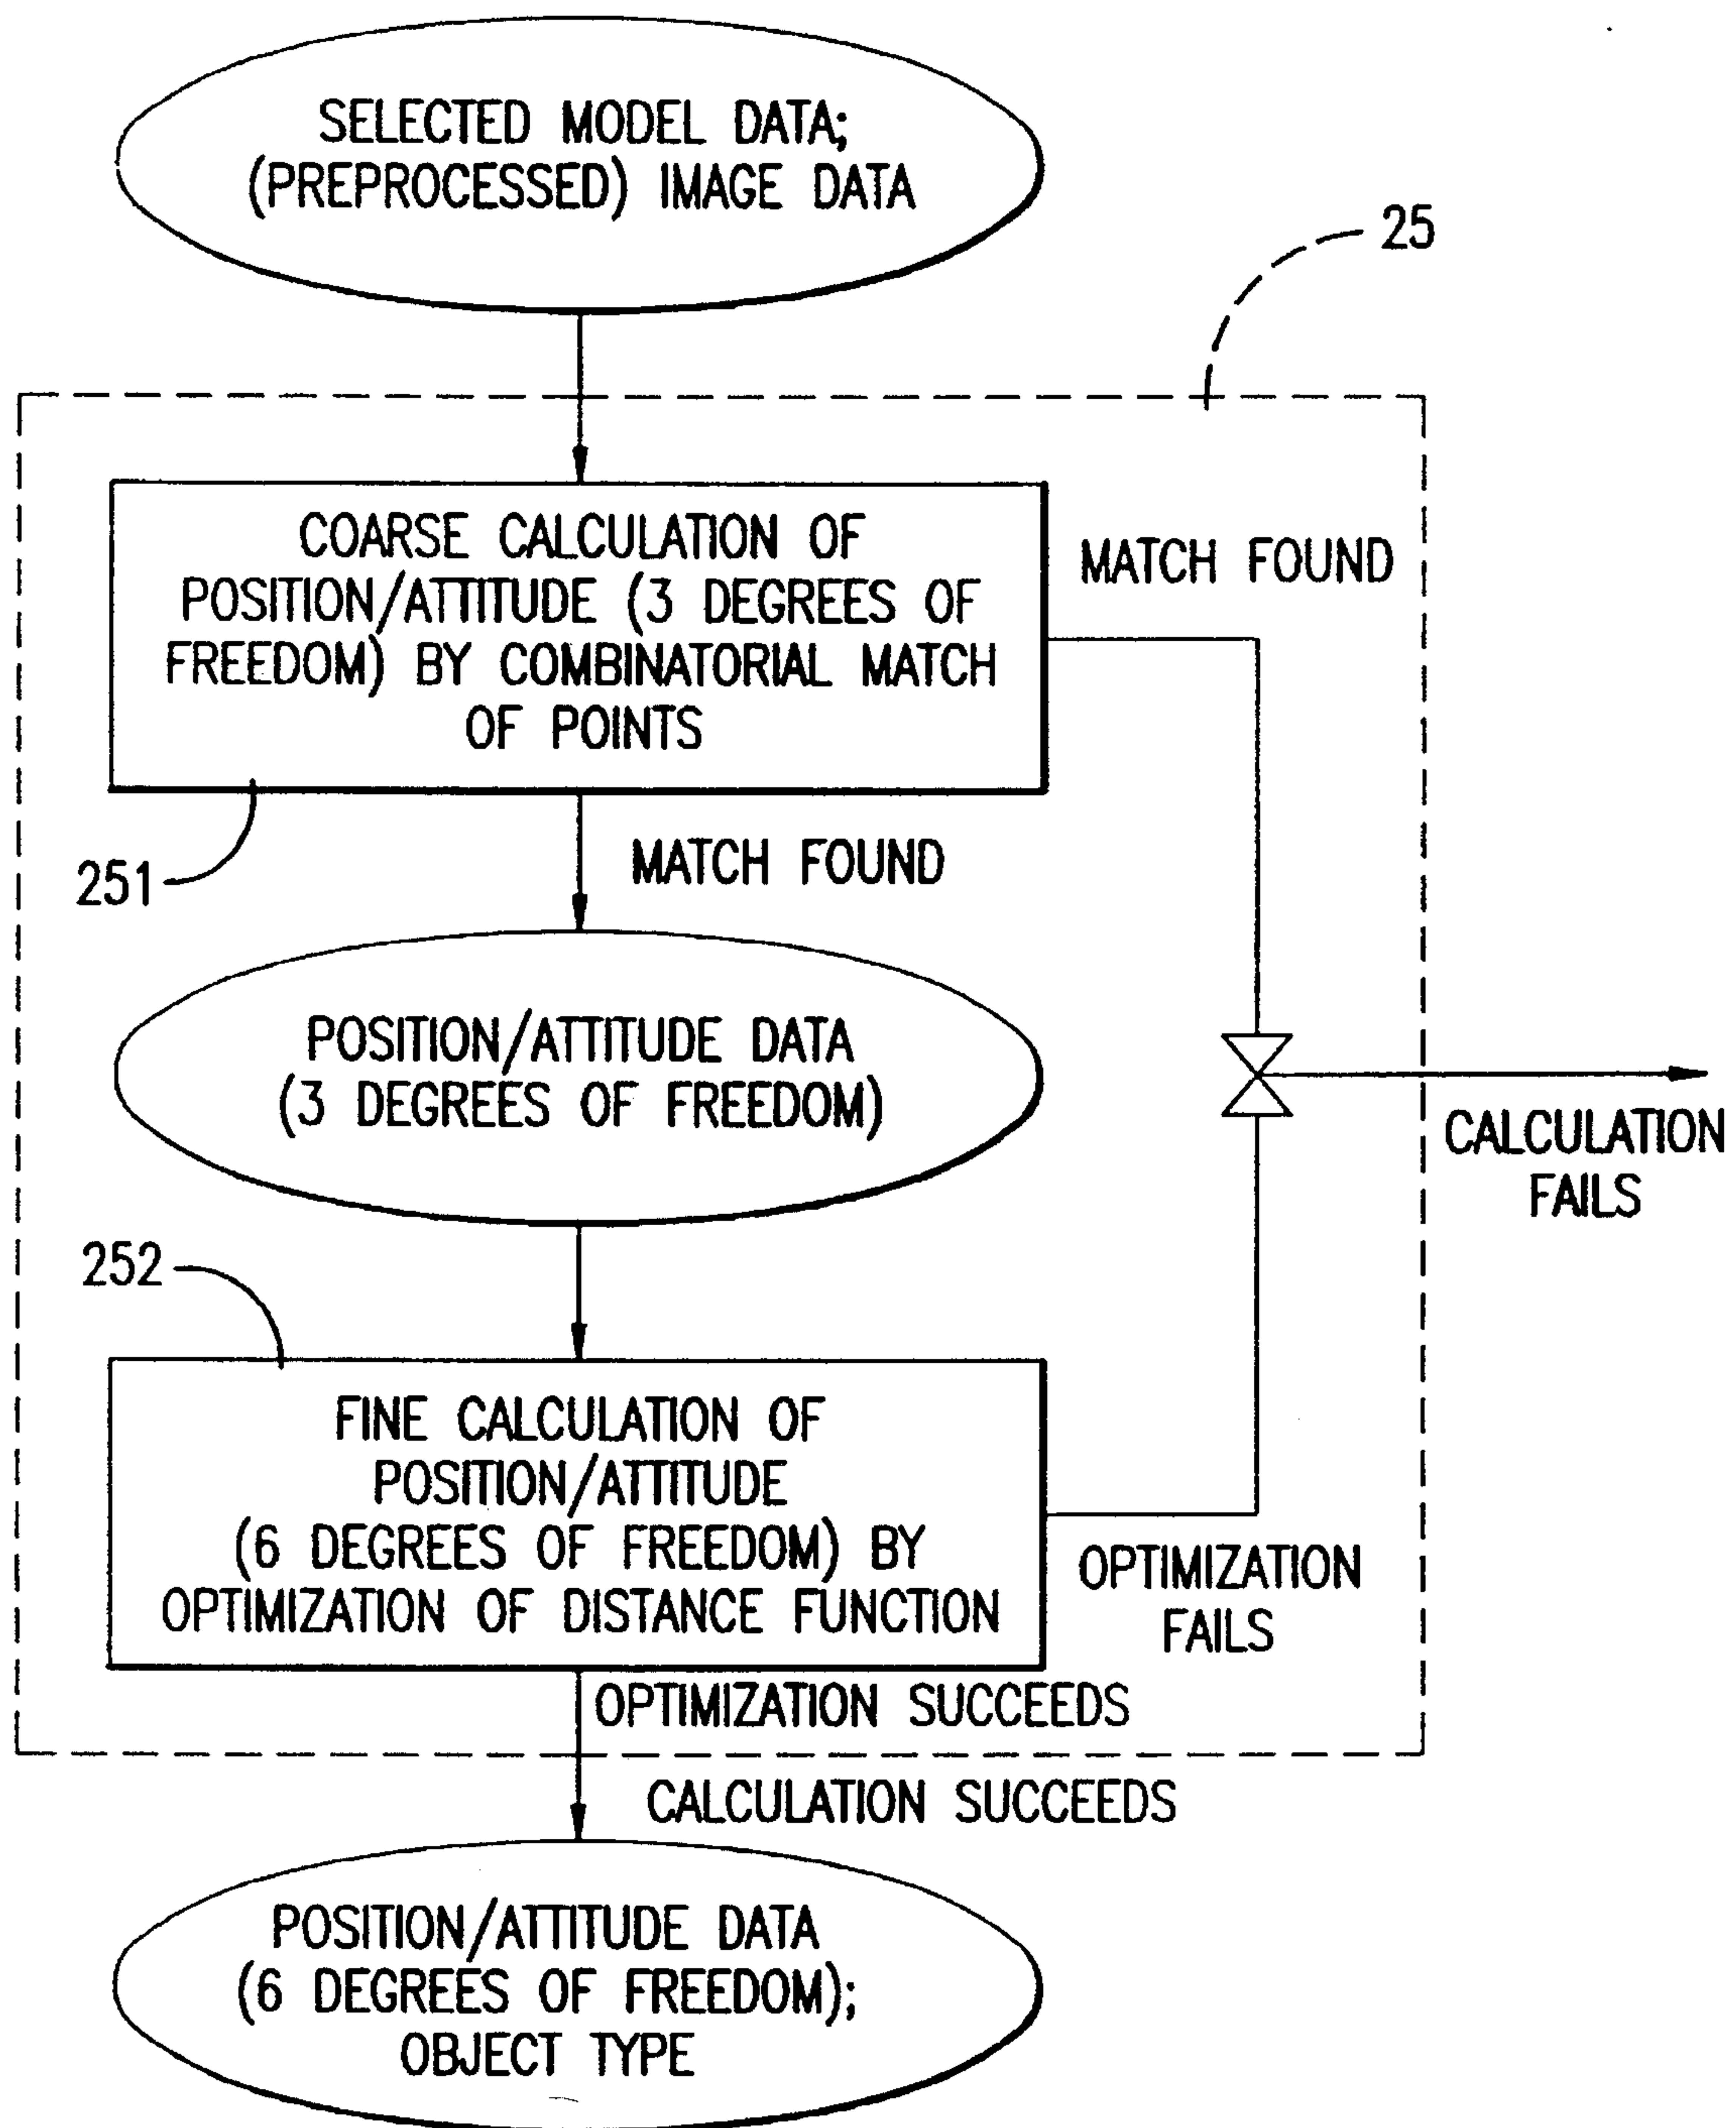 SELECTED MODEL DATA;
(PREPROCESSED) IMAGE DATA
25
COARSE CALCULATION OF
POSITION/ATTITUDE (3 DEGREES OF
FREEDOM) BY COMBINATORIAL MATCH
OF POINTS
MATCH FOUND
251
MATCH FOUND
POSITION/ATTITUDE DATA
(3 DEGREES OF FREEDOM)
CALCULATION
FAILS
252
FINE CALCULATION OF
POSITION/ATTITUDE
(6 DEGREES OF FREEDOM) BY
OPTIMIZATION OF DISTANCE FUNCTION
OPTIMIZATION
FAILS
OPTIMIZATION SUCCEEDS
CALCULATION SUCCEEDS
POSITION/ATTITUDE DATA
(6 DEGREES OF FREEDOM);
OBJECT TYPE